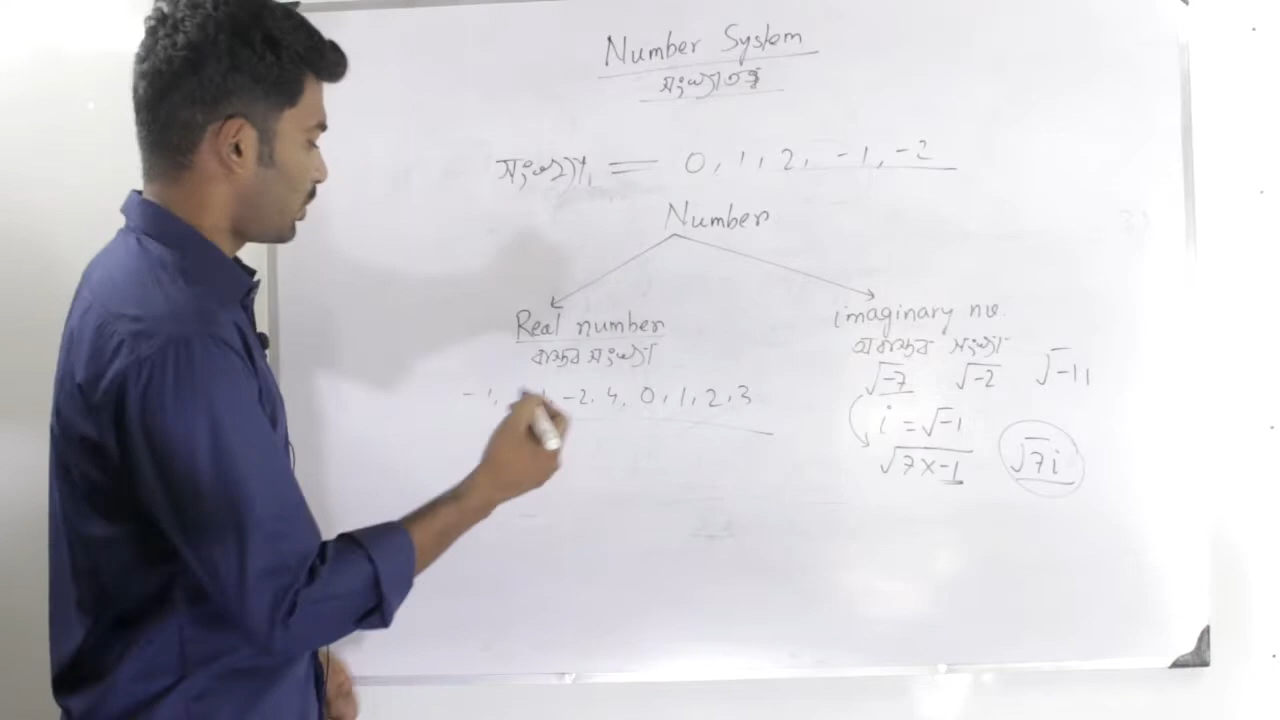 Number System
সংখ্যাতত্ত্ব
সংখ্যা = 0, 1, 2, -1, -2
Number
Real number
বাস্তব সংখ্যা
-2, 4, 0, 1, 2, 3
imaginary nu.
অবাস্তব সংখ্যা
√-7 √-2 √-11
i = √-1
√7×-1 √7i